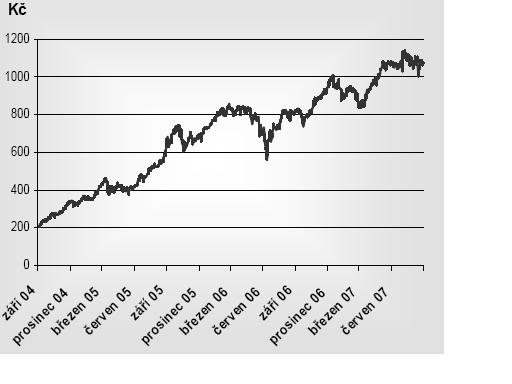 Kč
1200
1000
800
600
400
200
0
září 04
prosinec 04
březen 05
červen 05
září 05
prosinec 05
březen 06
červen 06
září 06
prosinec 06
březen 07
červen 07